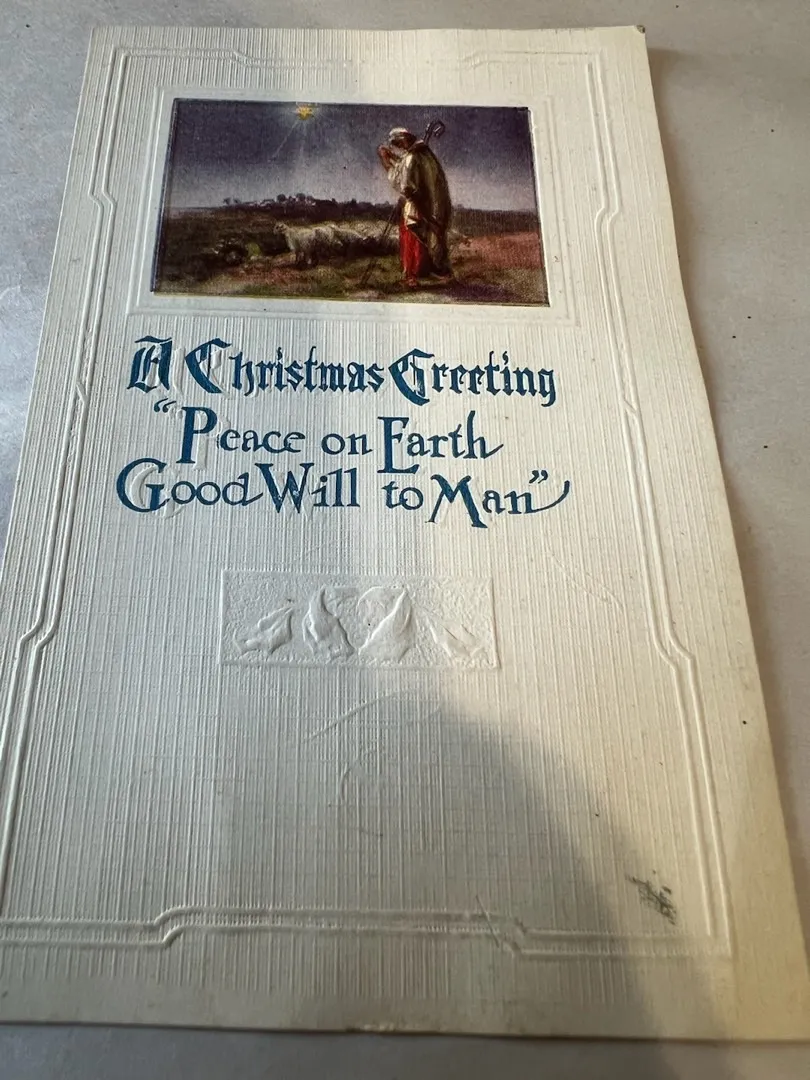 A Christmas Greeting
“Peace on Earth
Good Will to Man”